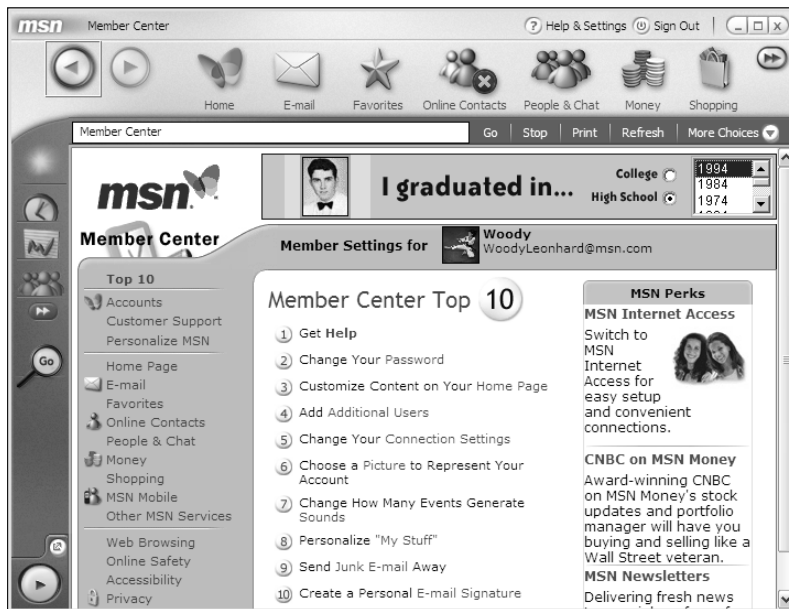 msn Member Center Help & Settings Sign Out
Home E-mail Favorites Online Contacts People & Chat Money Shopping
Member Center Go Stop Print Refresh More Choices
msn
Member Center
I graduated in...
College
High School
1994
1984
1974
Member Settings for
Woody
WoodyLeonhard@msn.com
Top 10
Accounts
Customer Support
Personalize MSN
Home Page
E-mail
Favorites
Online Contacts
People & Chat
Money
Shopping
MSN Mobile
Other MSN Services
Web Browsing
Online Safety
Accessibility
Privacy
Go
Member Center Top 10
1 Get Help
2 Change Your Password
3 Customize Content on Your Home Page
4 Add Additional Users
5 Change Your Connection Settings
6 Choose a Picture to Represent Your
Account
7 Change How Many Events Generate
Sounds
8 Personalize "My Stuff"
9 Send Junk E-mail Away
10 Create a Personal E-mail Signature
MSN Perks
MSN Internet Access
Switch to
MSN
Internet
Access for
easy setup
and convenient
connections.
CNBC on MSN Money
Award-winning CNBC
on MSN Money's stock
updates and portfolio
manager will have you
buying and selling like a
Wall Street veteran.
MSN Newsletters
Delivering fresh news